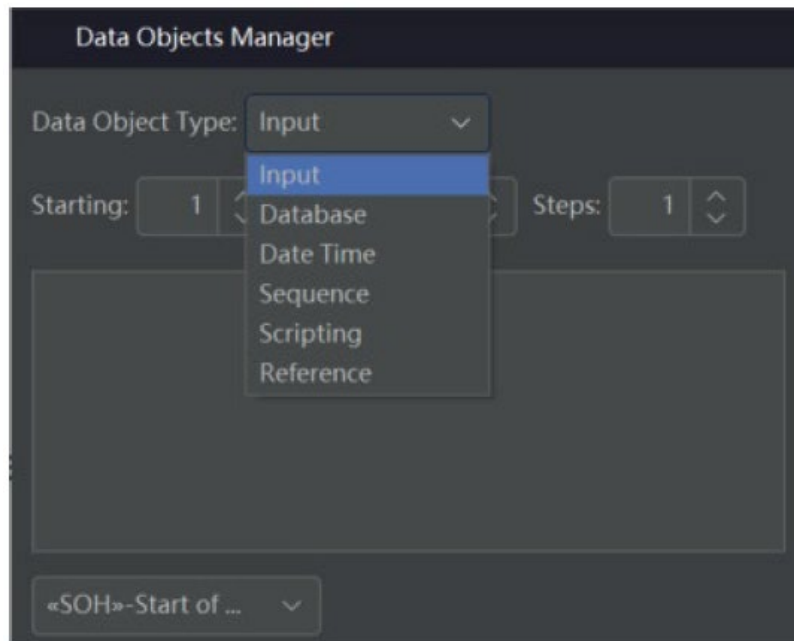 Data Objects Manager
Data Object Type: Input
Input
Starting: 1 Steps: 1
Database
Date Time
Sequence
Scripting
Reference
«SOH»-Start of ...